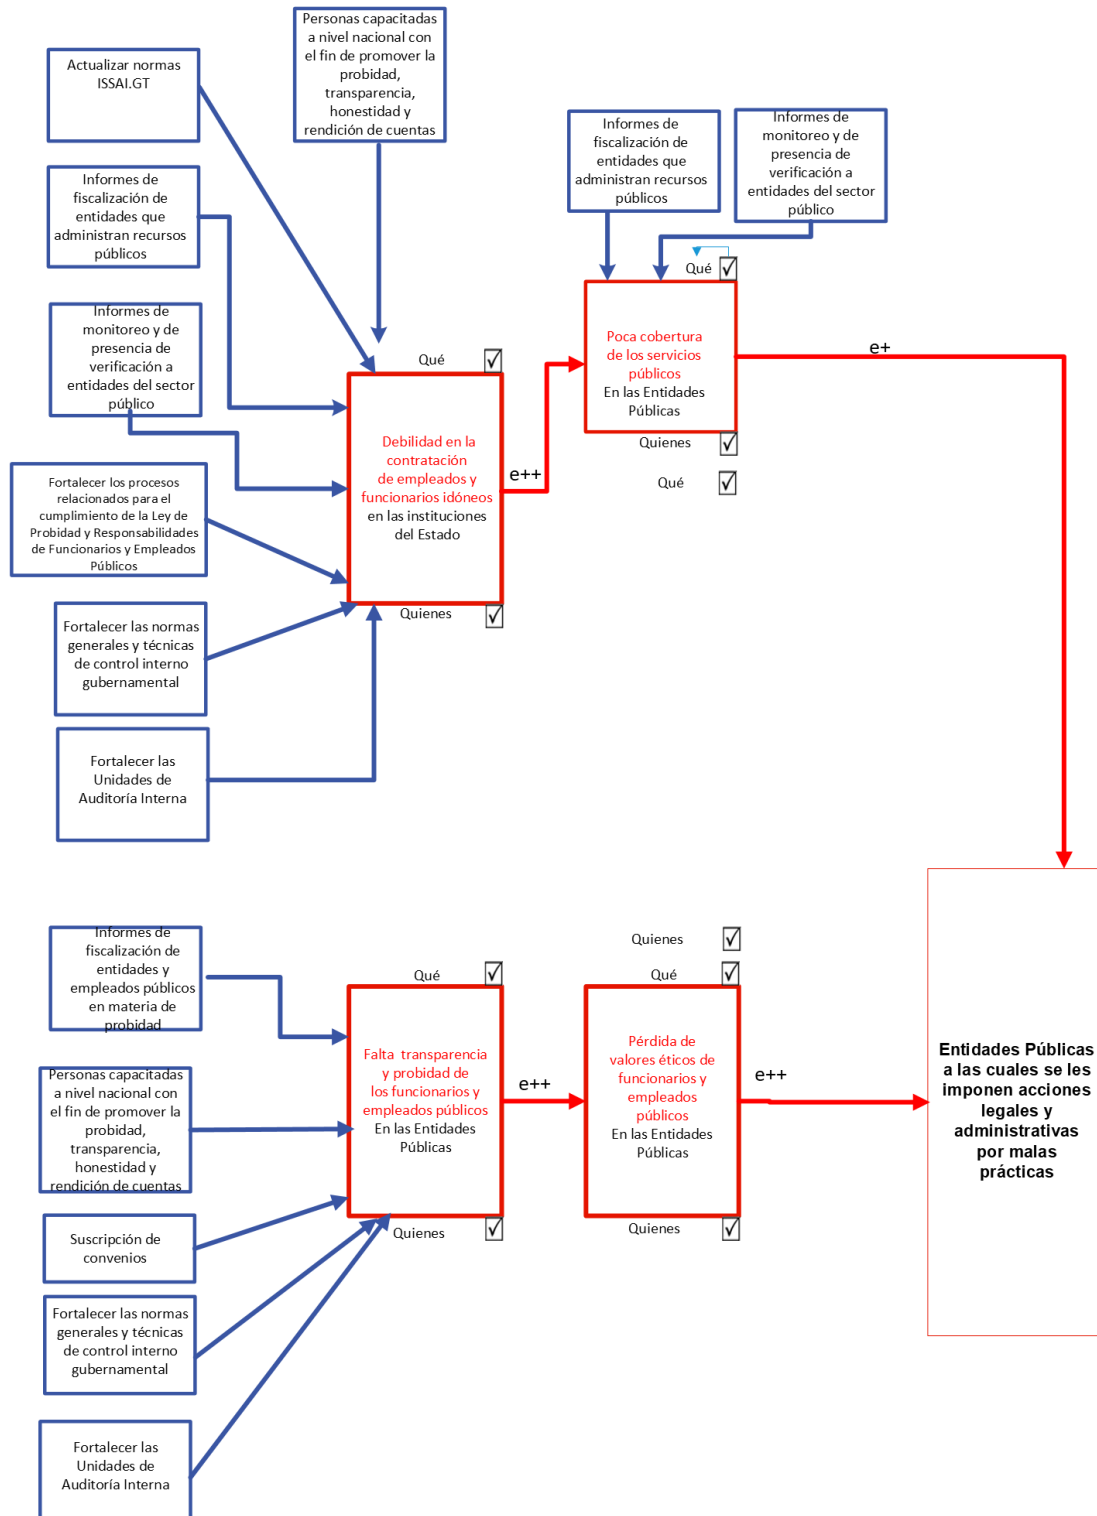 Personas capacitadas
a nivel nacional con
el fin de promover la
probidad,
transparencia,
honestidad y
rendición de cuentas
Actualizar normas
ISSAI.GT
Informes de
fiscalización de
entidades que
administran recursos
públicos
Informes de
monitoreo y de
presencia de
verificación a
entidades del sector
público
Informes de
fiscalización de
entidades que
administran recursos
públicos
Informes de
monitoreo y de
presencia de
verificación a
entidades del sector
público
Fortalecer los procesos
relacionados para el
cumplimiento de la Ley de
Probidad y Responsabilidades
de Funcionarios y Empleados
Públicos
Fortalecer las normas
generales y técnicas
de control interno
gubernamental
Fortalecer las
Unidades de
Auditoría Interna
Qué
Debilidad en la
contratación
de empleados y
funcionarios idóneos
en las instituciones
del Estado
Quienes
e++
Qué
Poca cobertura
de los servicios
públicos
En las Entidades
Públicas
Quienes
Qué
e+
Informes de
fiscalización de
entidades y
empleados públicos
en materia de
probidad
Personas capacitadas
a nivel nacional con
el fin de promover la
probidad,
transparencia,
honestidad y
rendición de cuentas
Suscripción de
convenios
Fortalecer las normas
generales y técnicas
de control interno
gubernamental
Fortalecer las
Unidades de
Auditoría Interna
Qué
Falta transparencia
y probidad de
los funcionarios y
empleados públicos
En las Entidades
Públicas
Quienes
e++
Quienes
Qué
Pérdida de
valores éticos de
funcionarios y
empleados
públicos
En las Entidades
Públicas
Quienes
e++
Entidades Públicas
a las cuales se les
imponen acciones
legales y
administrativas
por malas
prácticas